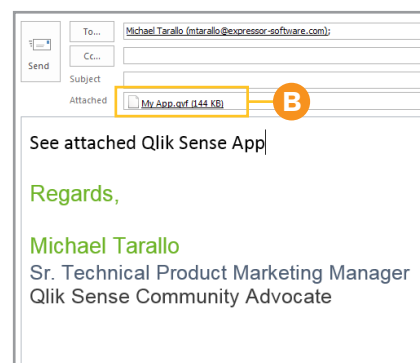 To...
Michael Tarallo (mtarallo@expressor-software.com);
Send
Cc...
Subject
Attached
My App.qvf (144 KB)
B
See attached Qlik Sense App
Regards,
Michael Tarallo
Sr. Technical Product Marketing Manager
Qlik Sense Community Advocate